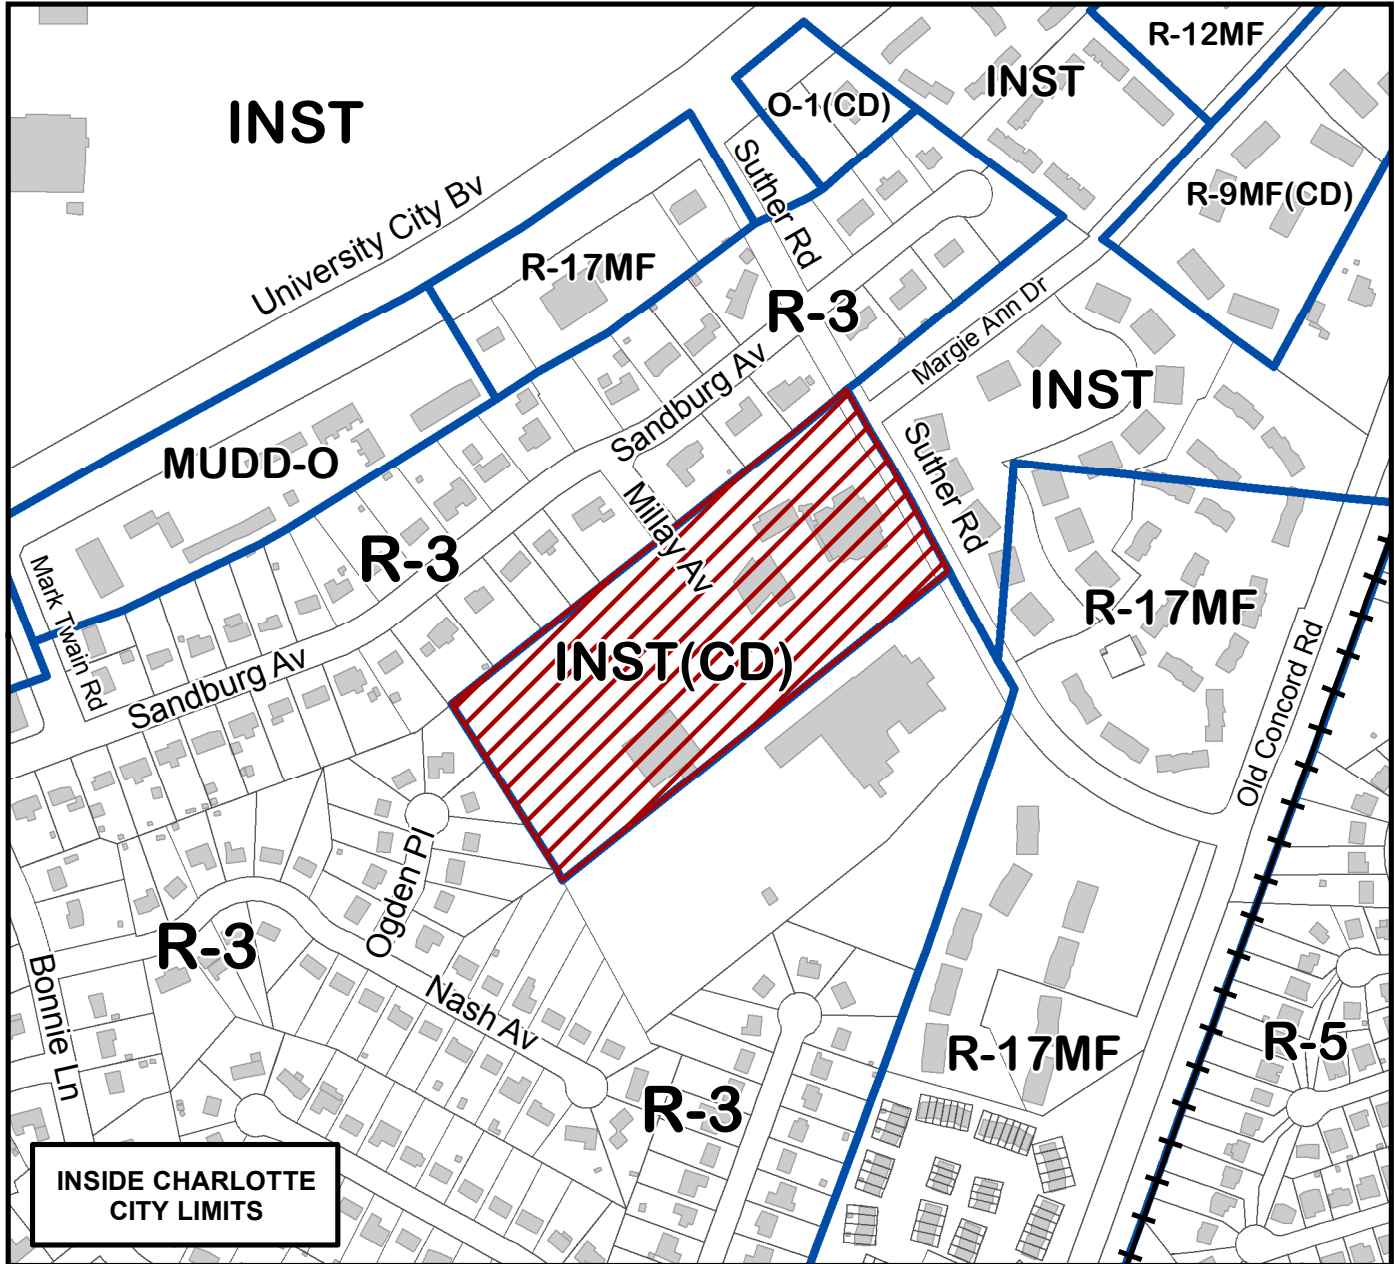 R-12MF
INST
INST
O-1(CD)
Suther Rd
R-9MF(CD)
University City Bv
R-17MF
R-3
Margie Ann Dr
Sandburg Av
INST
MUDD-O
Suther Rd
Millay Av
R-3
Mark Twain Rd
R-17MF
INST(CD)
Sandburg Av
Old Concord Rd
Ogden Pl
R-3
Bonnie Ln
Nash Av
R-17MF
R-5
R-3
INSIDE CHARLOTTE
CITY LIMITS